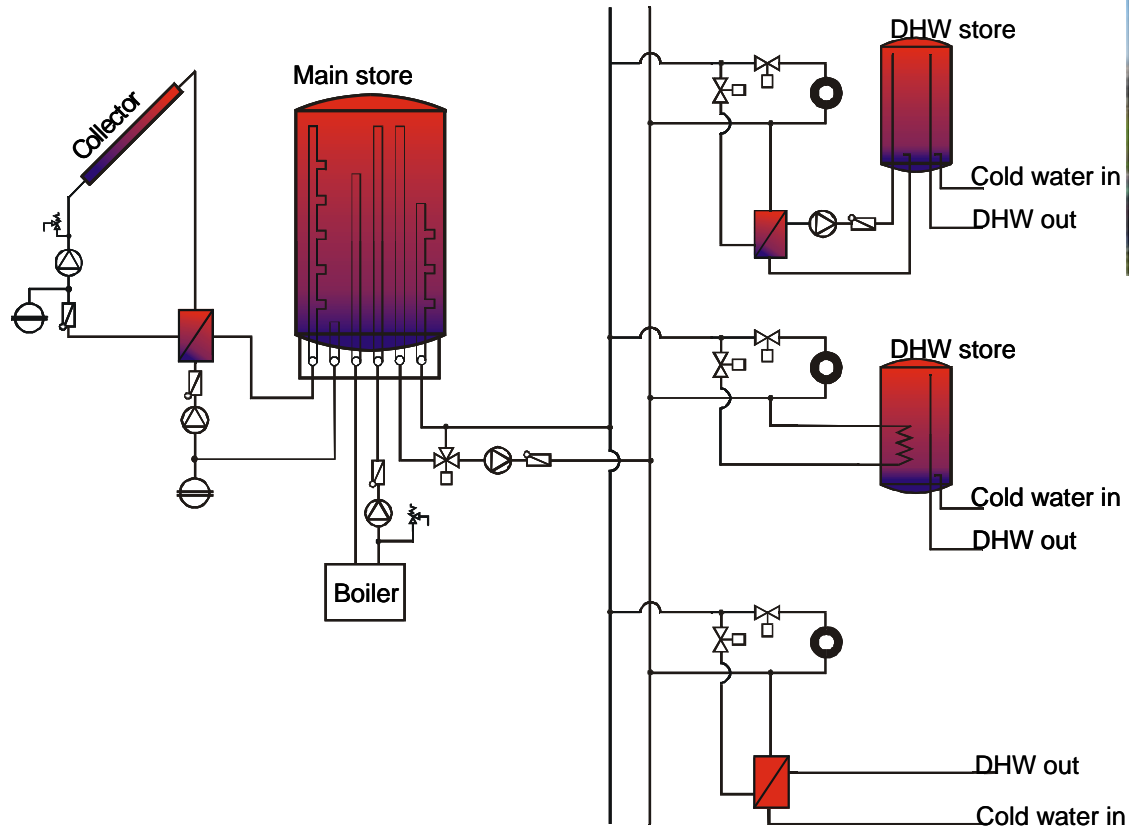 DHW store
Main store
Collector
Cold water in
DHW out
DHW store
Cold water in
DHW out
Boiler
DHW out
Cold water in